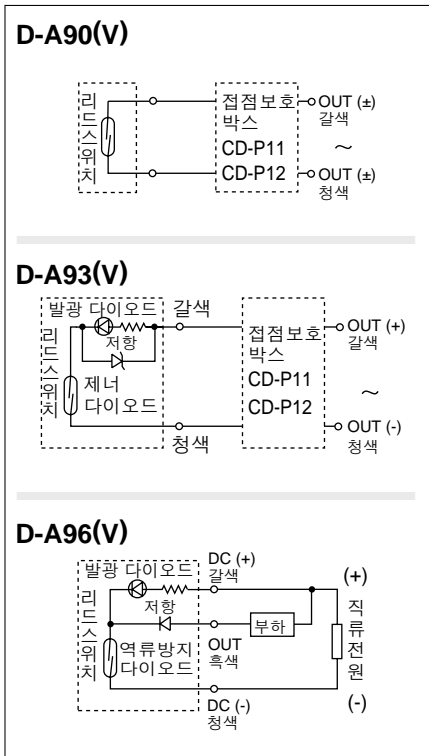 D-A90(V)
리드스위치
접점보호
박스
CD-P11
CD-P12
OUT (±)
갈색
~
OUT (±)
청색
D-A93(V)
발광 다이오드
갈색
저항
리드스위치
제너
다이오드
청색
접점보호
박스
CD-P11
CD-P12
OUT (+)
갈색
~
OUT (-)
청색
D-A96(V)
발광 다이오드
DC (+)
갈색
저항
리드스위치
역류방지
다이오드
OUT
흑색
부하
(+)
직류전원
(-)
DC (-)
청색